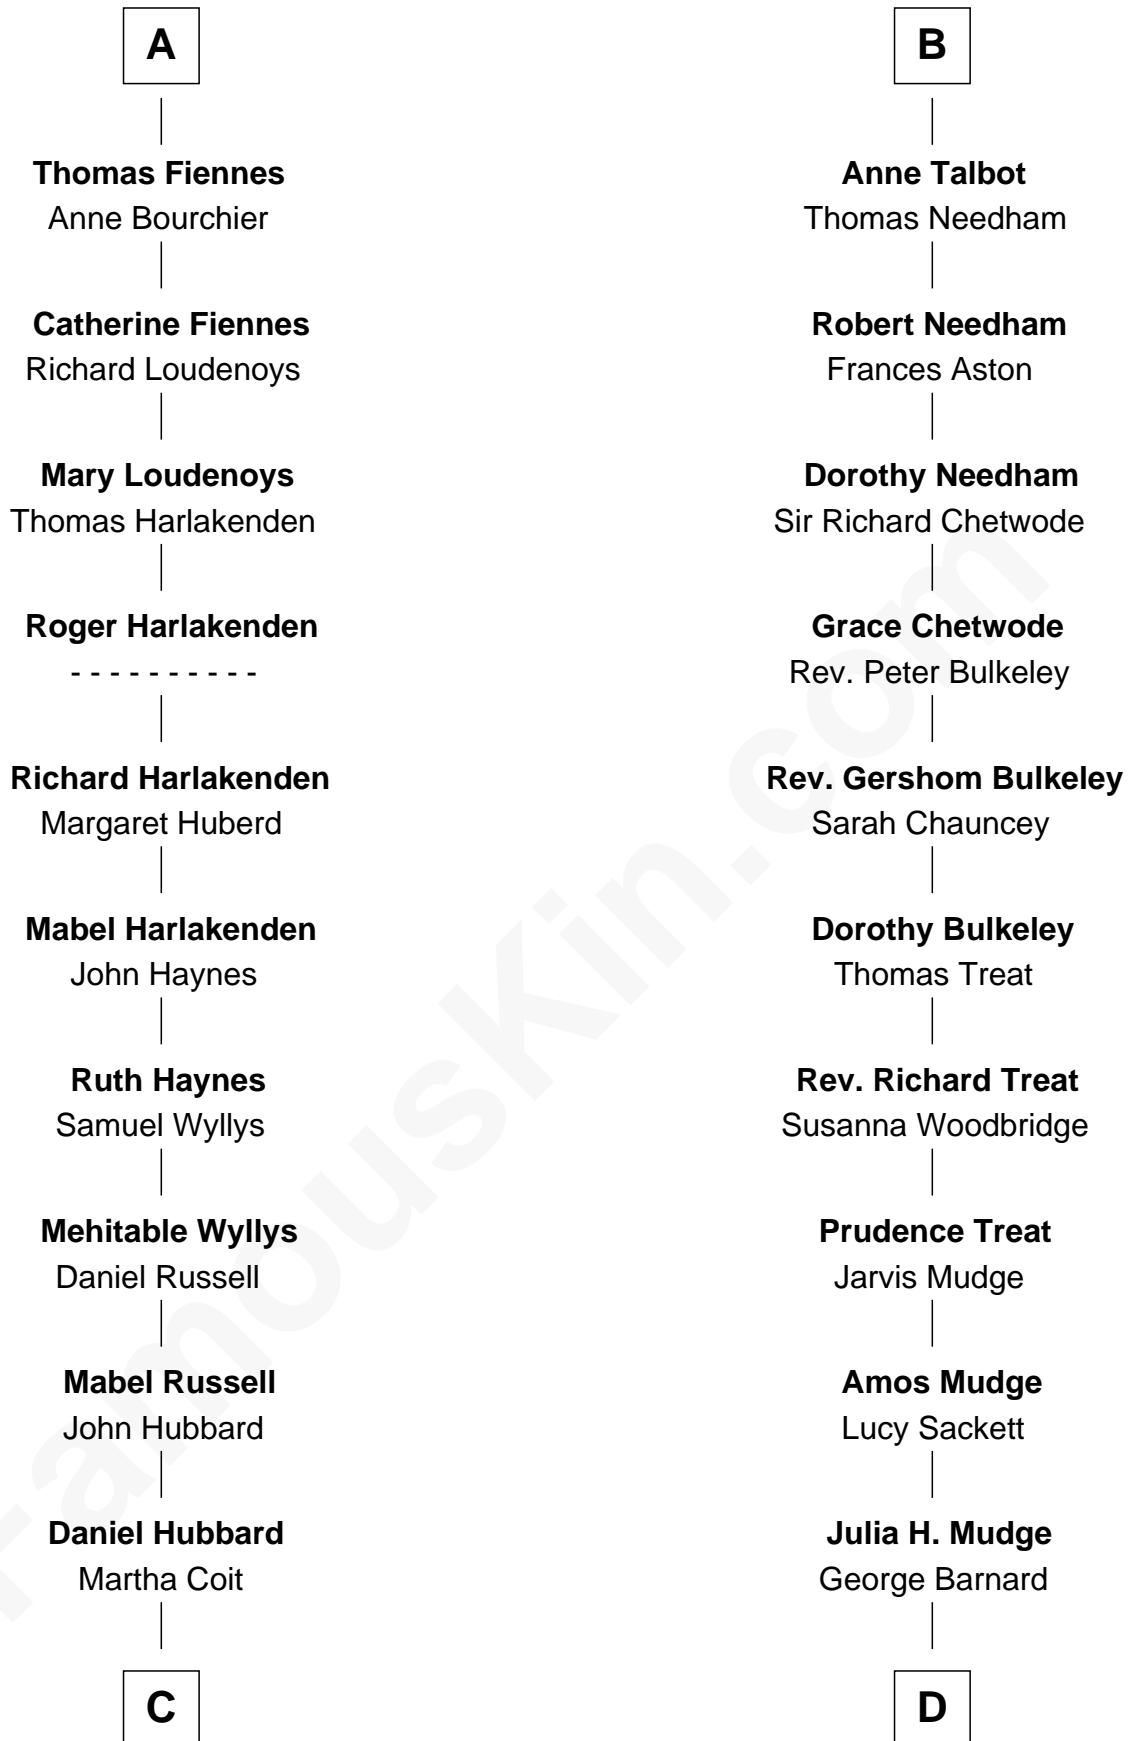 A
Thomas Fiennes
Anne Bourchier
Catherine Fiennes
Richard Loudenoys
Mary Loudenoys
Thomas Harlakenden
Roger Harlakenden
- - - - - - - - - -
Richard Harlakenden
Margaret Huberd
Mabel Harlakenden
John Haynes
Ruth Haynes
Samuel Wyllys
Mehitable Wyllys
Daniel Russell
Mabel Russell
John Hubbard
Daniel Hubbard
Martha Coit
C
B
Anne Talbot
Thomas Needham
Robert Needham
Frances Aston
Dorothy Needham
Sir Richard Chetwode
Grace Chetwode
Rev. Peter Bulkeley
Rev. Gershom Bulkeley
Sarah Chauncey
Dorothy Bulkeley
Thomas Treat
Rev. Richard Treat
Susanna Woodbridge
Prudence Treat
Jarvis Mudge
Amos Mudge
Lucy Sackett
Julia H. Mudge
George Barnard
D
FamousKin.com